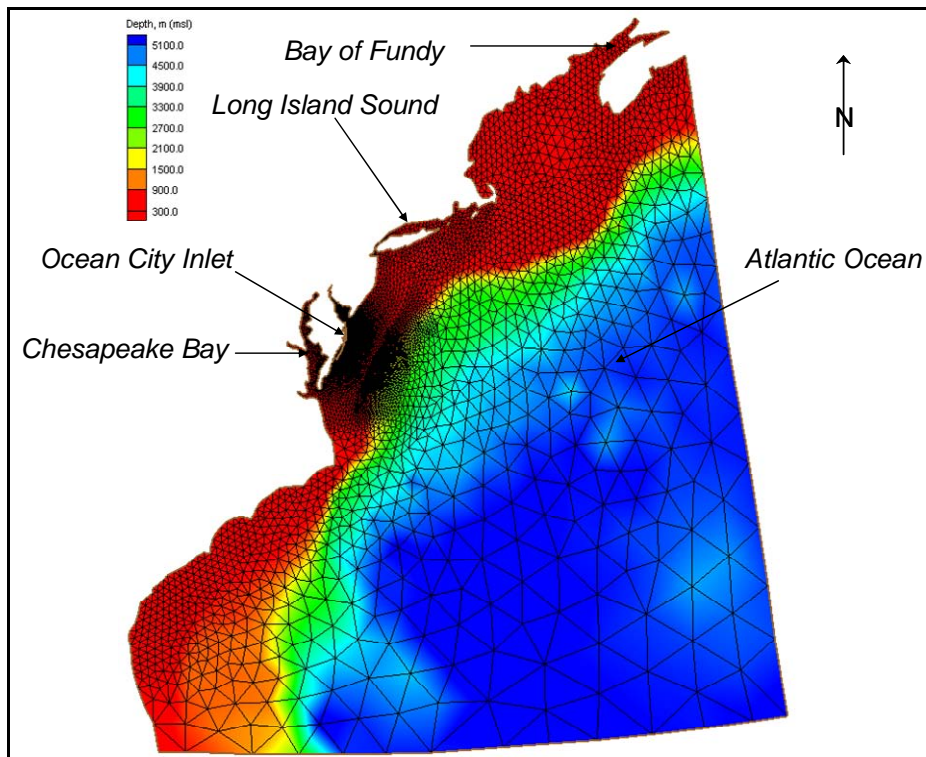 Depth, m (msl)
5100.0
4500.0
3900.0
3300.0
2700.0
2100.0
1500.0
900.0
300.0
Bay of Fundy
Long Island Sound
N
Ocean City Inlet
Atlantic Ocean
Chesapeake Bay